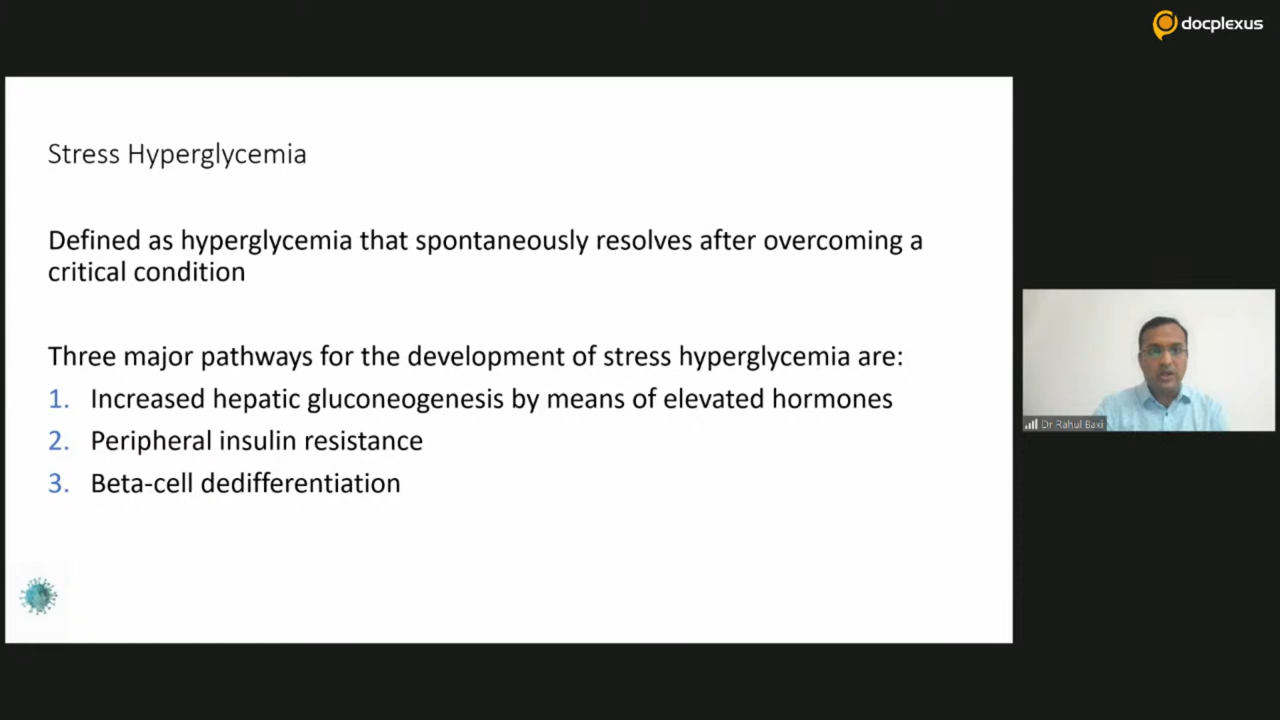 docplexus
Stress Hyperglycemia
Defined as hyperglycemia that spontaneously resolves after overcoming a
critical condition
Three major pathways for the development of stress hyperglycemia are:
1. Increased hepatic gluconeogenesis by means of elevated hormones
2. Peripheral insulin resistance
3. Beta-cell dedifferentiation
Dr Rahul Baxi